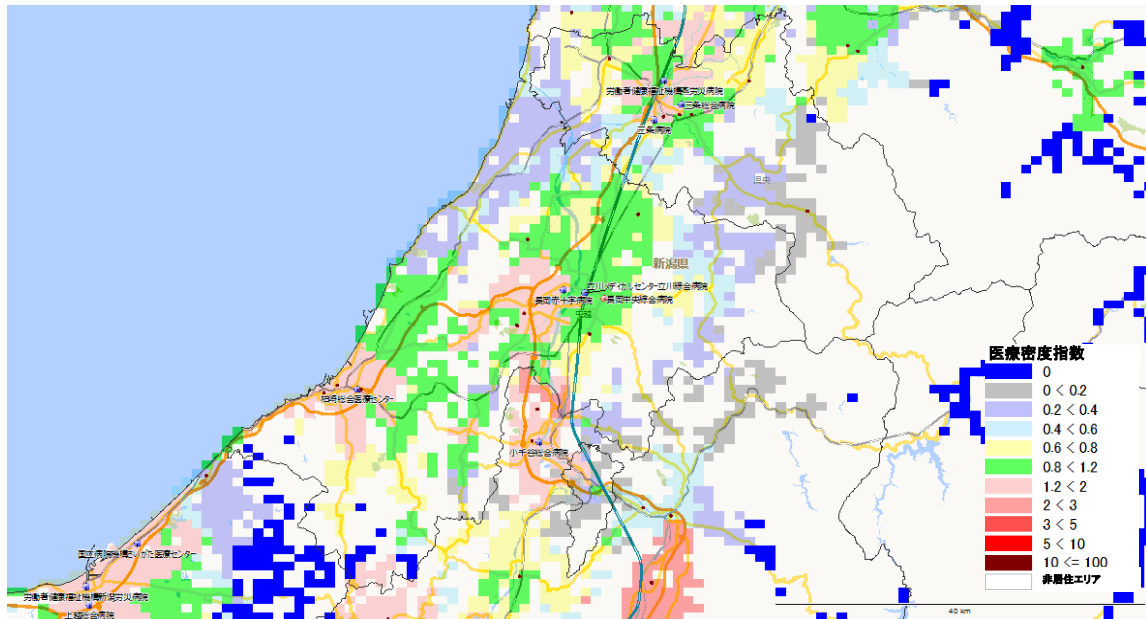 労働者健康福祉機構燕労災病院
三条総合病院
三条病院
県央
新潟県
立川メディカルセンター立川綜合病院
長岡赤十字病院
長岡中央綜合病院
中越
柏崎総合医療センター
小千谷総合病院
国立病院機構さいがた医療センター
労働者健康福祉機構新潟労災病院
上越総合病院
医療密度指数
0
0 < 0.2
0.2 < 0.4
0.4 < 0.6
0.6 < 0.8
0.8 < 1.2
1.2 < 2
2 < 3
3 < 5
5 < 10
10 <= 100
非居住エリア
40 km